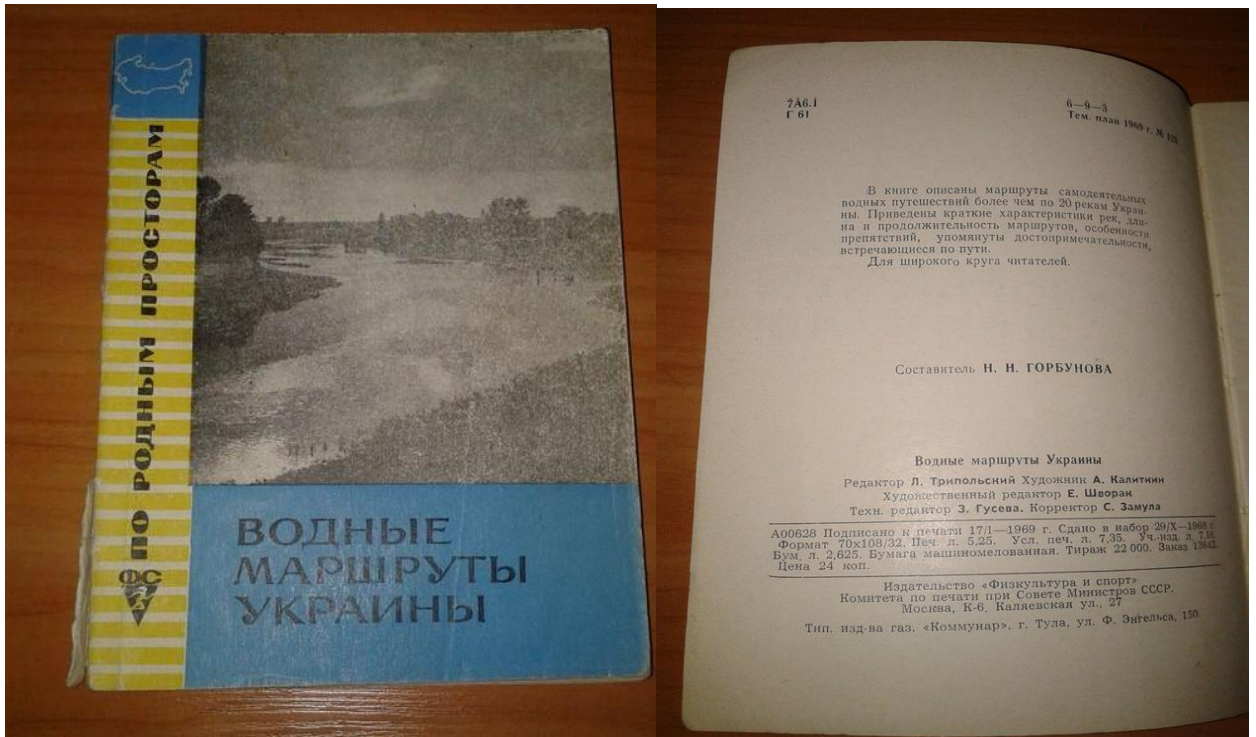 ПО РОДНЫМ ПРОСТОРАМ
ФС
ВОДНЫЕ
МАРШРУТЫ
УКРАИНЫ
7А6.1
Г 61
6—9—3
Тем. план 1969 г. № 125
В книге описаны маршруты самодеятельных
водных путешествий более чем по 20 рекам Украи-
ны. Приведены краткие характеристики рек, дли-
на и продолжительность маршрутов, особенности
препятствий, упомянуты достопримечательности,
встречающиеся по пути.
Для широкого круга читателей.
Составитель Н. Н. ГОРБУНОВА
Водные маршруты Украины
Редактор Л. Трипольский Художник А. Калиткин
Художественный редактор Е. Шворак
Техн. редактор З. Гусева. Корректор С. Замула
А00628 Подписано к печати 17/I—1969 г. Сдано в набор 29/X—1968 г.
Формат 70х108/32. Печ. л. 5,25. Усл. печ. л. 7,35. Уч.-изд. л. 7,16.
Бум. л. 2,625. Бумага машиномелованная. Тираж 22 000. Заказ 13642.
Цена 24 коп.
Издательство «Физкультура и спорт»
Комитета по печати при Совете Министров СССР.
Москва, К-6, Каляевская ул., 27
Тип. изд-ва газ. «Коммунар», г. Тула, ул. Ф. Энгельса, 150.